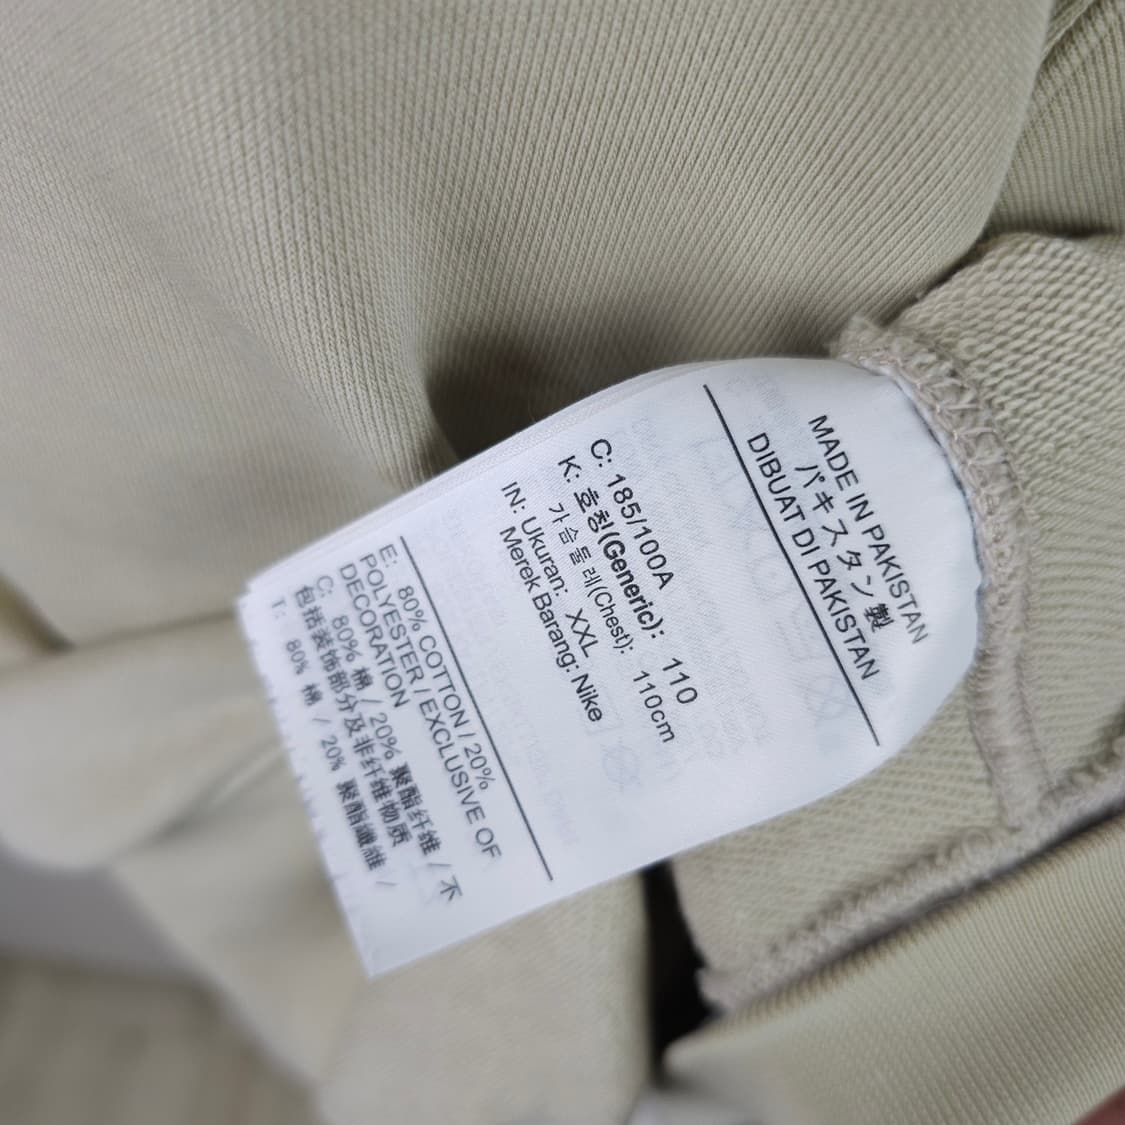 MADE IN PAKISTAN
パキスタン製
DIBUAT DI PAKISTAN
C: 185/100A
K: 호칭(Generic): 110
가슴둘레(Chest): 110cm
IN: Ukuran: XXL
Merek Barang: Nike
E: 80% COTTON / 20%
POLYESTER / EXCLUSIVE OF
DECORATION
C: 80% 棉 / 20% 聚酯纤维 / 不
包括装饰部分及非纤维物质
T: 80% 棉 / 20% 聚酯纖維 /